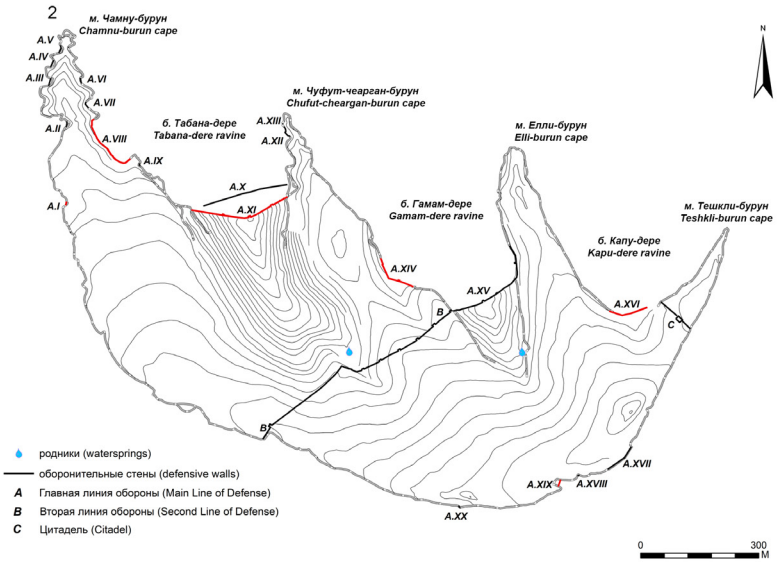 2
м. Чамну-бурун
Chamnu-burun cape
A.V
A.IV
A.III
A.VI
A.VII
A.II
A.VIII
A.IX
A.I
б. Табана-дере
Tabana-dere ravine
м. Чуфут-чеарган-бурун
Chufut-cheargan-burun cape
A.XIII
A.XII
A.X
A.XI
м. Елли-бурун
Elli-burun cape
N
б. Гамам-дере
Gamam-dere ravine
м. Тешкли-бурун
Teshkli-burun cape
б. Капу-дере
Kapu-dere ravine
A.XIV
A.XV
A.XVI
B
C
B
A.XVII
A.XVIII
A.XIX
A.XX
родники (watersprings)
оборонительные стены (defensive walls)
A Главная линия обороны (Main Line of Defense)
B Вторая линия обороны (Second Line of Defense)
C Цитадель (Citadel)
0 300
М